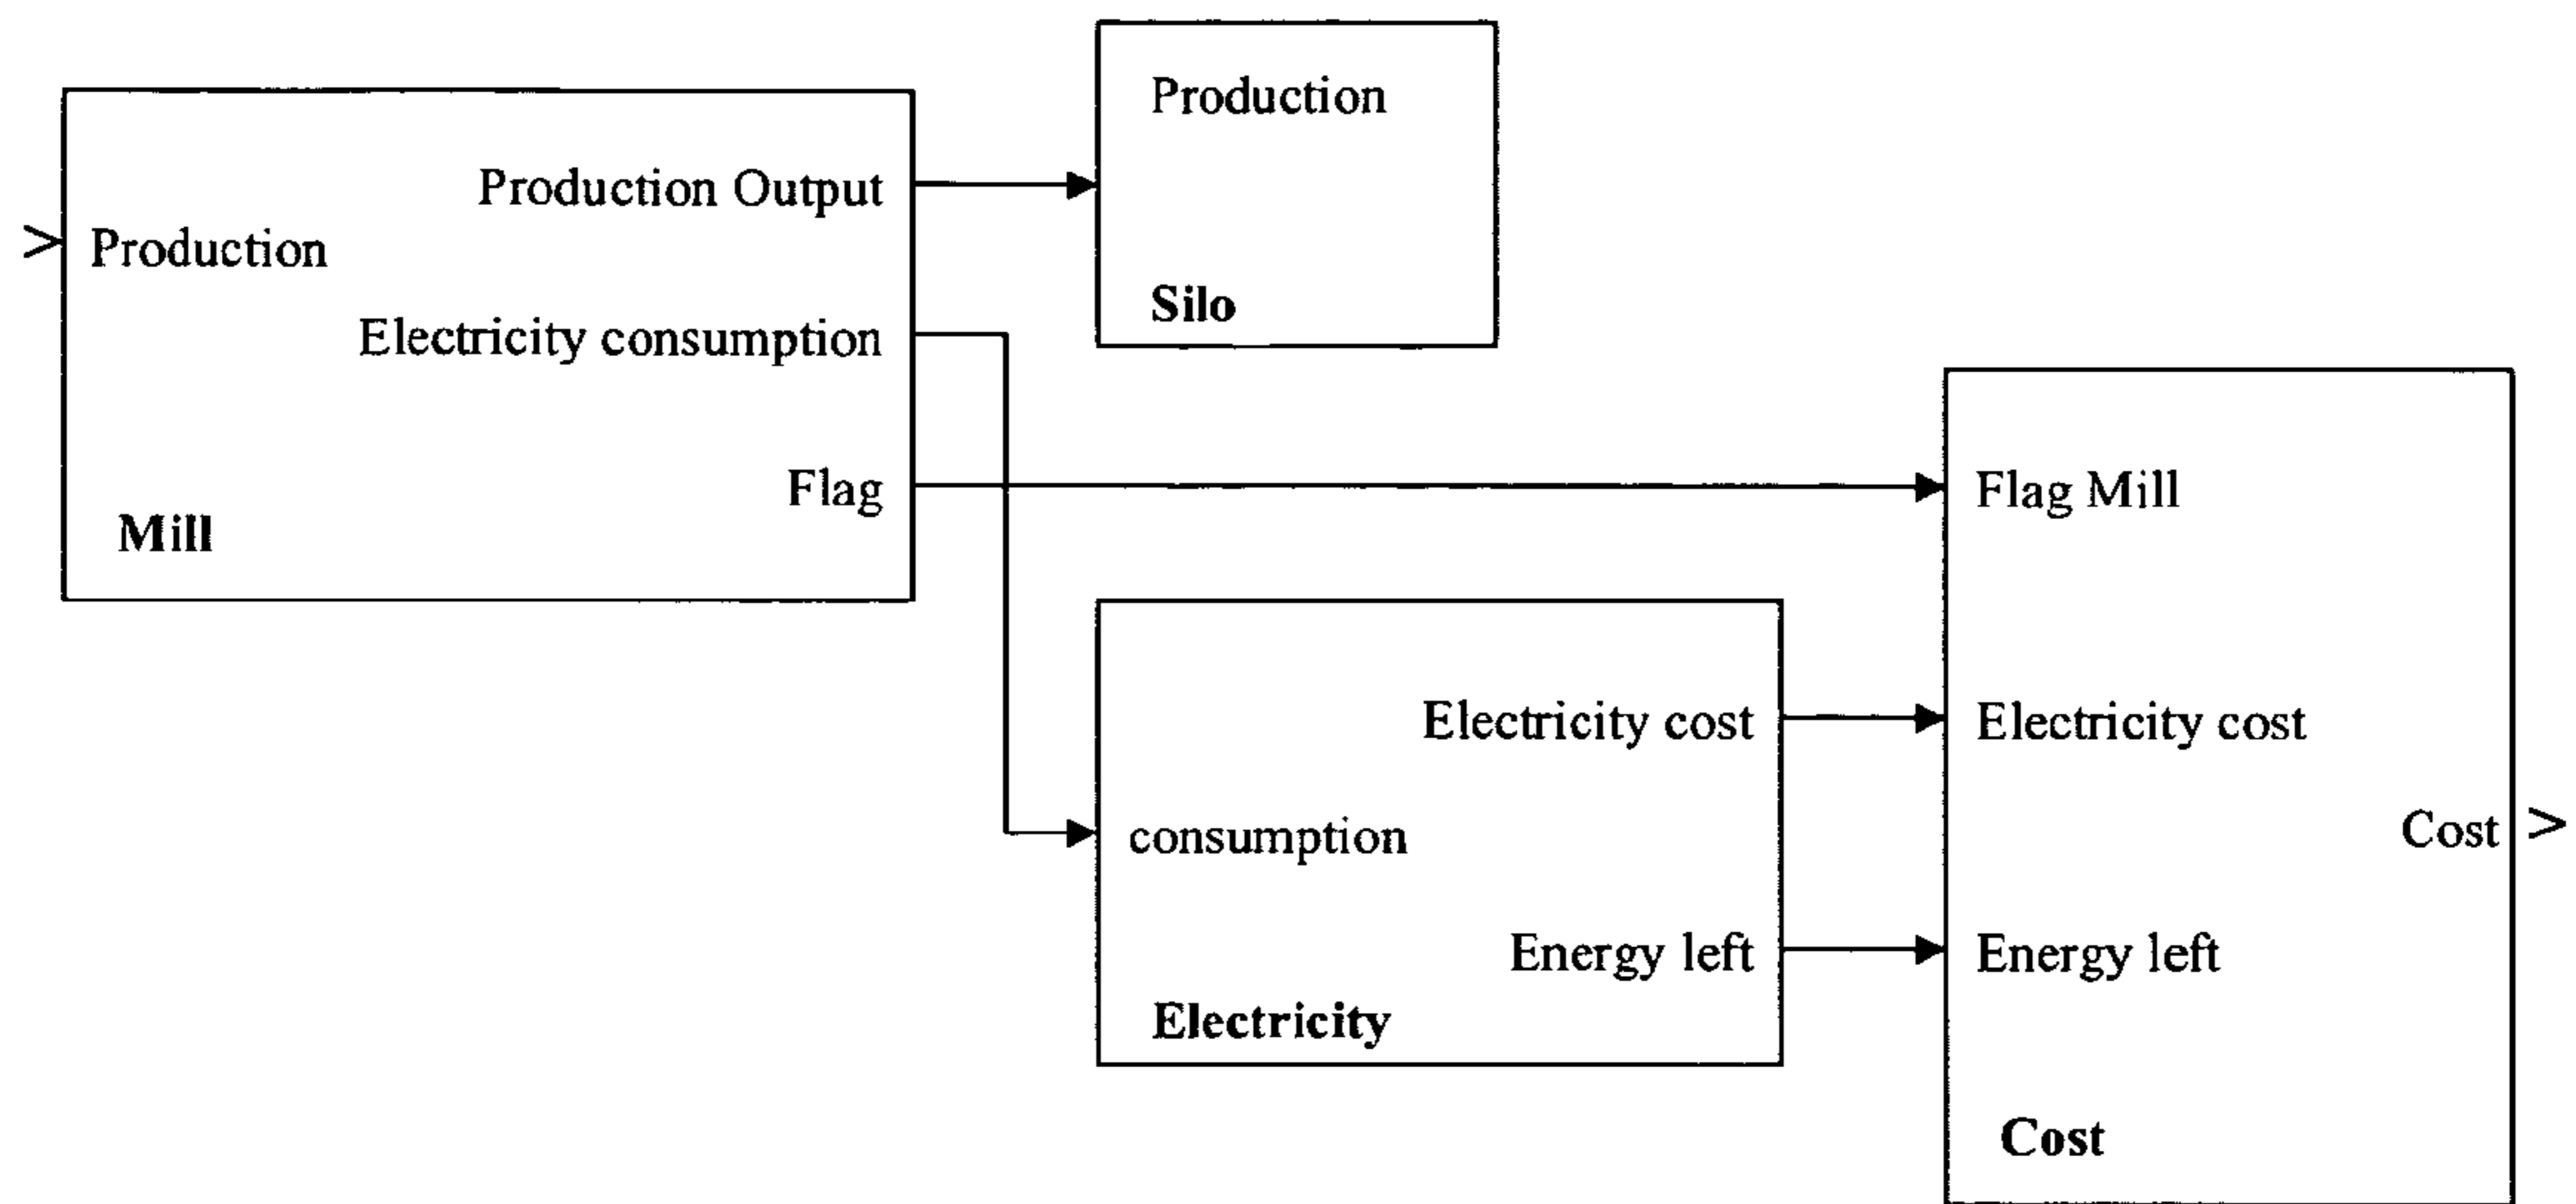 Production
Production Output
Electricity consumption
Flag
Mill
Production
Silo
consumption
Electricity cost
Energy left
Electricity
Flag Mill
Electricity cost
Energy left
Cost
Cost